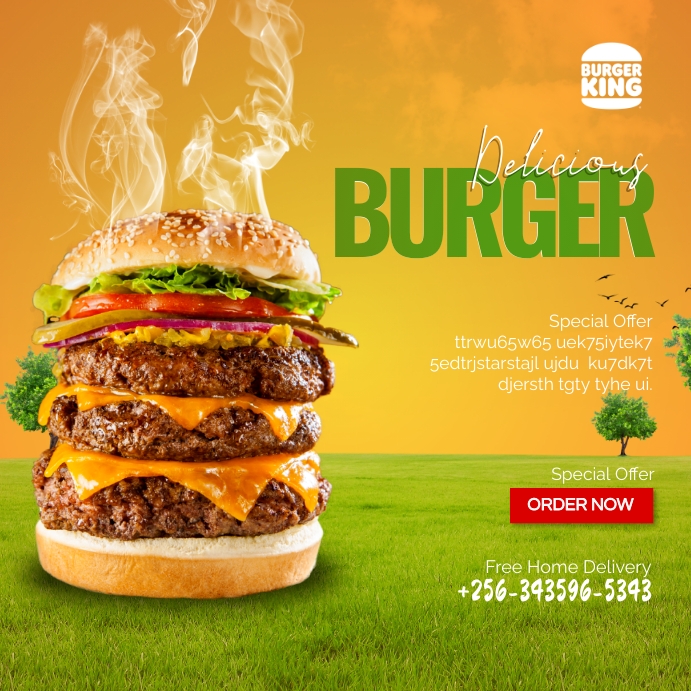 BURGER
KING
Delicious
BURGER
Special Offer
ttrwu65w65 uek75iytek7
5edtrjstarstajl ujdu ku7dk7t
djersth tgty tyhe ui.
Special Offer
ORDER NOW
Free Home Delivery
+256-343596-5343